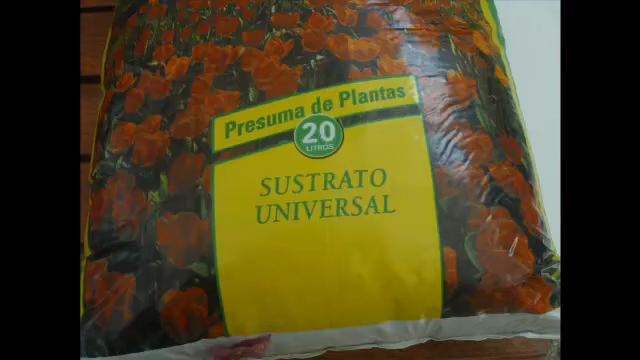 Presuma de Plantas
20
LITROS
SUSTRATO
UNIVERSAL